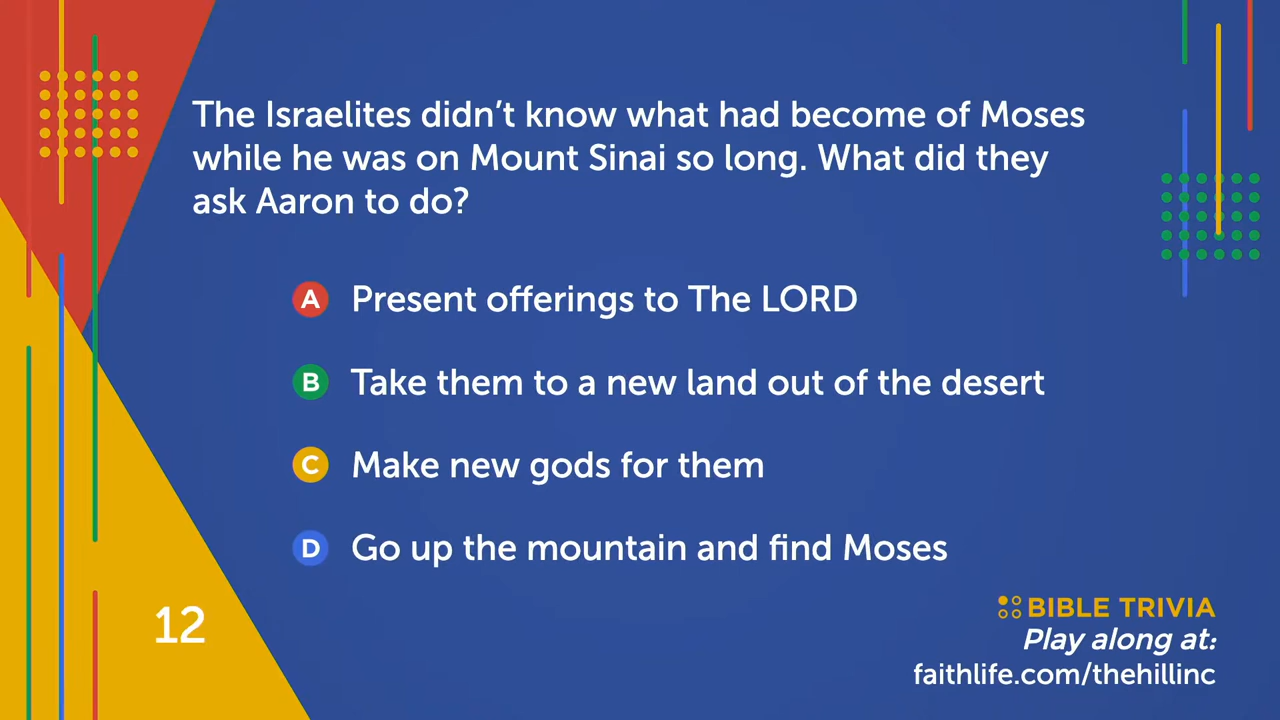 The Israelites didn't know what had become of Moses
while he was on Mount Sinai so long. What did they
ask Aaron to do?
A Present offerings to The LORD
B Take them to a new land out of the desert
C Make new gods for them
D Go up the mountain and find Moses
12
BIBLE TRIVIA
Play along at:
faithlife.com/thehillinc